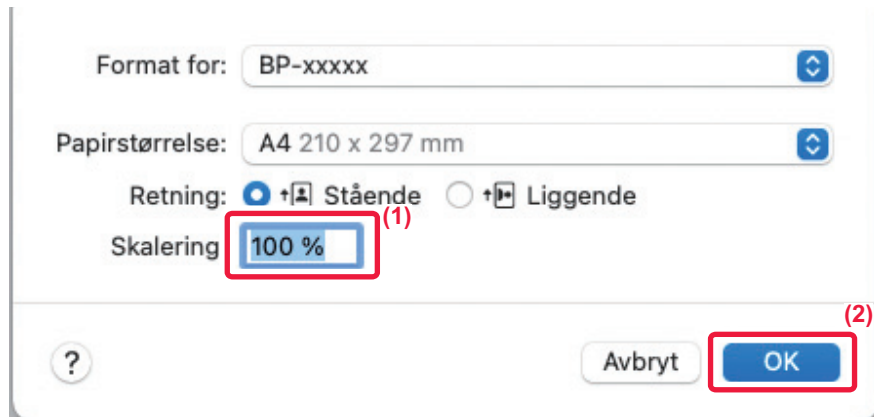 Format for: BP-xxxxx
Papirstørrelse: A4 210 x 297 mm
Retning: Stående Liggende
(1)
Skalering 100 %
(2)
? Avbryt OK